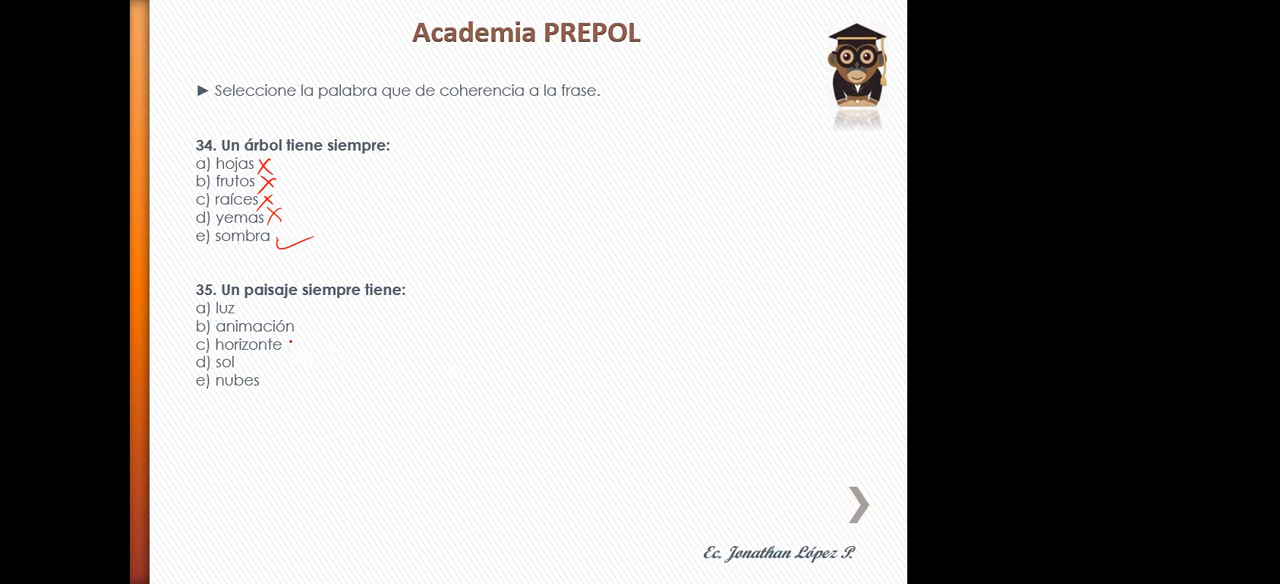 Academia PREPOL
► Seleccione la palabra que de coherencia a la frase.
34. Un árbol tiene siempre:
a) hojas
b) frutos
c) raíces
d) yemas
e) sombra
35. Un paisaje siempre tiene:
a) luz
b) animación
c) horizonte
d) sol
e) nubes
Ec. Jonathan López P.